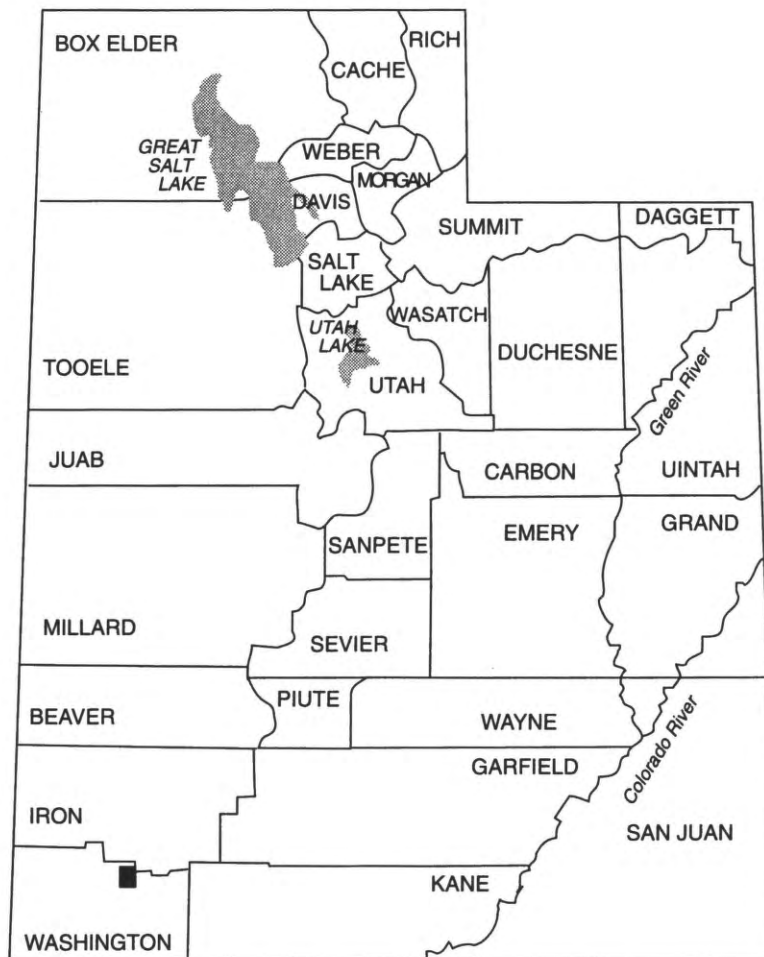 BOX ELDER
RICH
CACHE
GREAT
SALT
LAKE
WEBER
MORGAN
DAVIS
SUMMIT
DAGGETT
SALT
LAKE
WASATCH
UTAH
LAKE
DUCHESNE
TOOELE
UTAH
Green River
JUAB
CARBON
UINTAH
SANPETE
EMERY
GRAND
MILLARD
SEVIER
PIUTE
BEAVER
WAYNE
Colorado River
GARFIELD
IRON
SAN JUAN
KANE
WASHINGTON